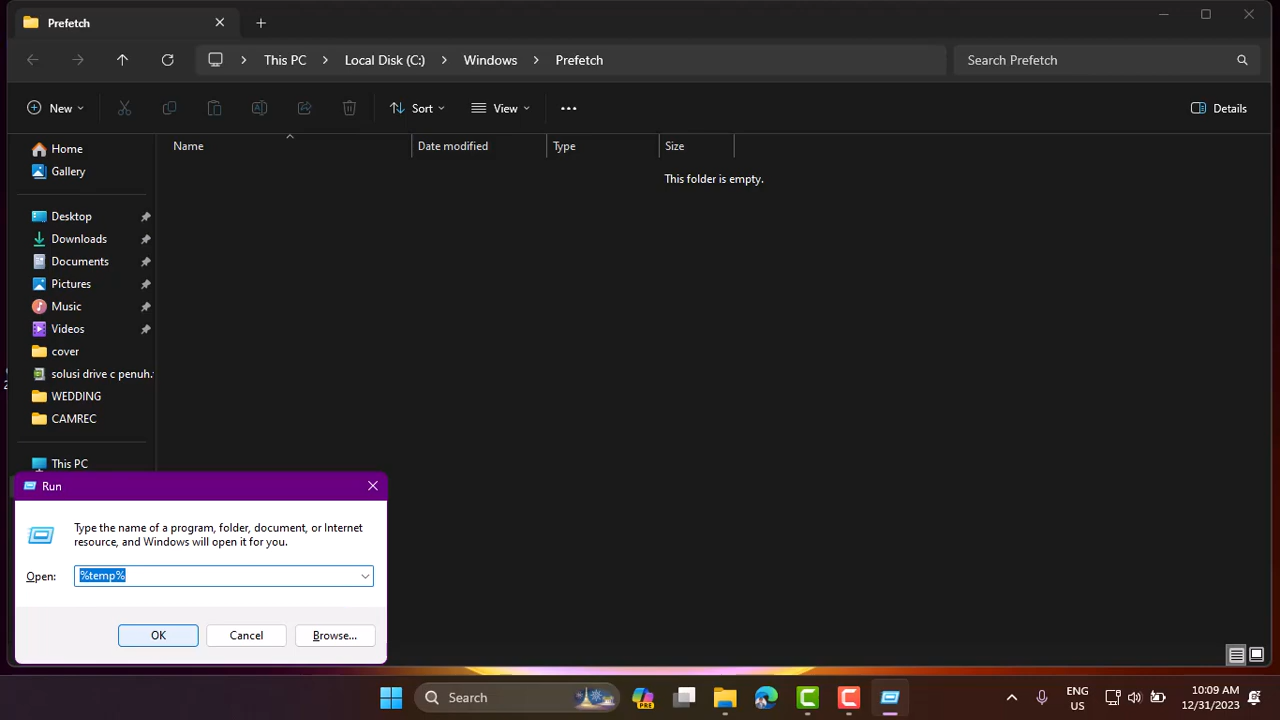 Prefetch
This PC
Local Disk (C:)
Windows
Prefetch
Search Prefetch
New
Sort
View
Details
Name
Date modified
Type
Size
This folder is empty.
Home
Gallery
Desktop
Downloads
Documents
Pictures
Music
Videos
cover
solusi drive c penuh.
WEDDING
CAMREC
This PC
Run
Type the name of a program, folder, document, or Internet
resource, and Windows will open it for you.
Open:
%temp%
OK
Cancel
Browse...
Search
PRE
ENG
US
10:09 AM
12/31/2023